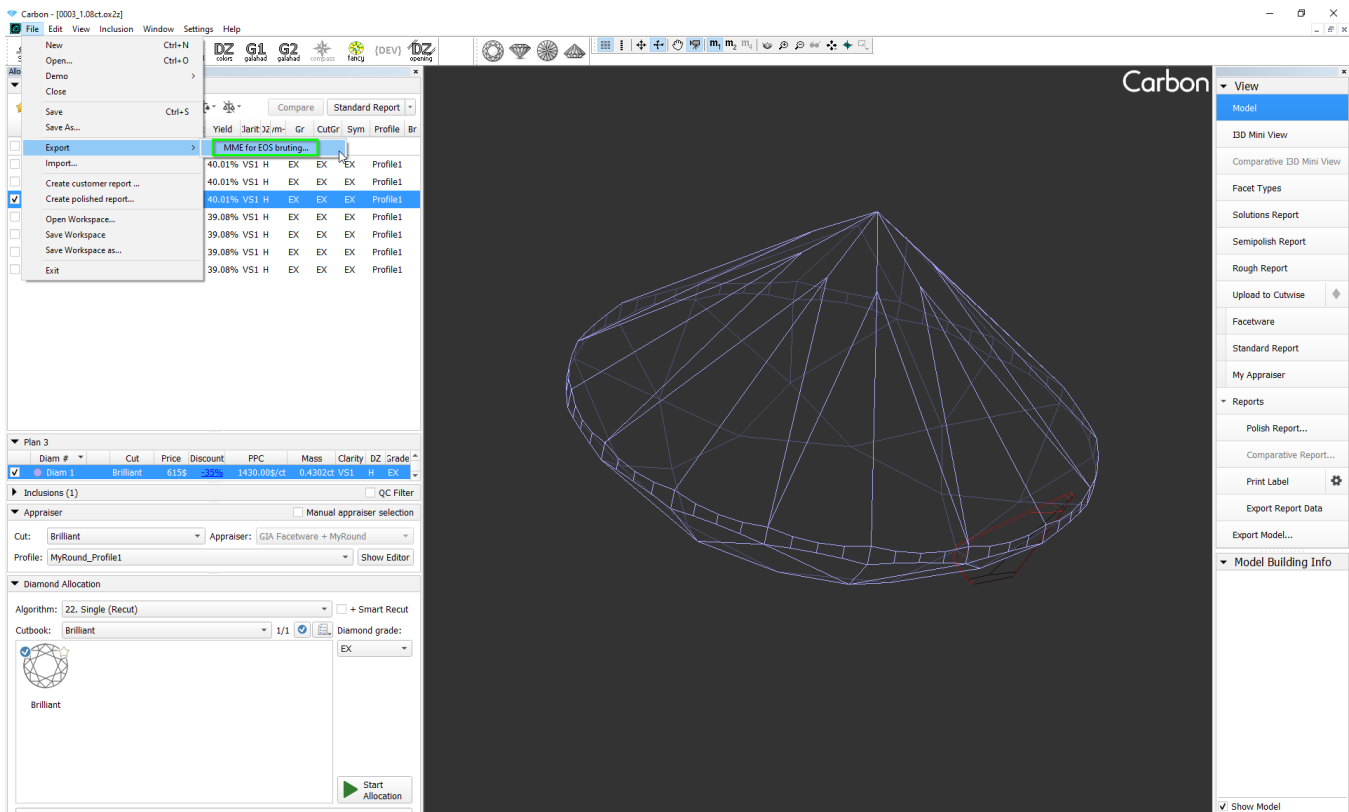 Carbon - [0003_1.08ct.ox2z]
File Edit View Inclusion Window Settings Help
New Ctrl+N
Open... Ctrl+O
Demo
Close
Save Ctrl+S
Save As...
Export
MME for EOS bruting...
Import...
Create customer report ...
Create polished report...
Open Workspace...
Save Workspace
Save Workspace as...
Exit
DZ colors G1 galahad G2 galahad compass fancy {DEV} DZ opening
m1 m2
Allo
Compare Standard Report
Yield Gr CutGr Sym Profile Br
40.01% VS1 H EX EX EX Profile1
40.01% VS1 H EX EX EX Profile1
40.01% VS1 H EX EX EX Profile1
39.08% VS1 H EX EX EX Profile1
39.08% VS1 H EX EX EX Profile1
39.08% VS1 H EX EX EX Profile1
39.08% VS1 H EX EX EX Profile1
Plan 3
Diam # Cut Price Discount PPC Mass Clarity DZ Grade
Diam 1 Brilliant 615$ -35% 1430.00$/ct 0.4302ct VS1 H EX
Inclusions (1) QC Filter
Appraiser Manual appraiser selection
Cut: Brilliant Appraiser: GIA Facetware + MyRound
Profile: MyRound_Profile1 Show Editor
Diamond Allocation
Algorithm: 22. Single (Recut) + Smart Recut
Cutbook: Brilliant 1/1 Diamond grade:
EX
Brilliant
Start
Allocation
Carbon
View
Model
I3D Mini View
Comparative I3D Mini View
Facet Types
Solutions Report
Semipolish Report
Rough Report
Upload to Cutwise
Facetware
Standard Report
My Appraiser
Reports
Polish Report...
Comparative Report...
Print Label
Export Report Data
Export Model...
Model Building Info
Show Model